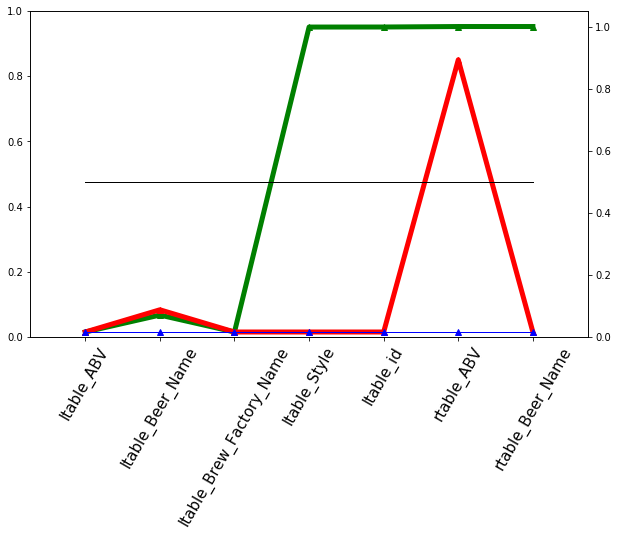 1.0
0.8
0.6
0.4
0.2
0.0
1.0
0.8
0.6
0.4
0.2
0.0
ltable_ABV
ltable_Beer_Name
ltable_Brew_Factory_Name
ltable_Style
ltable_id
rtable_ABV
rtable_Beer_Name